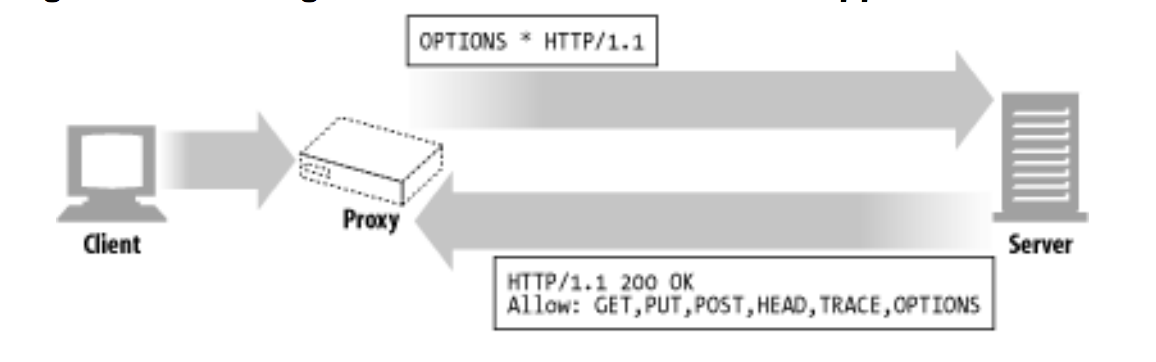 OPTIONS * HTTP/1.1
Proxy
Client
Server
HTTP/1.1 200 OK
Allow: GET,PUT,POST,HEAD,TRACE,OPTIONS